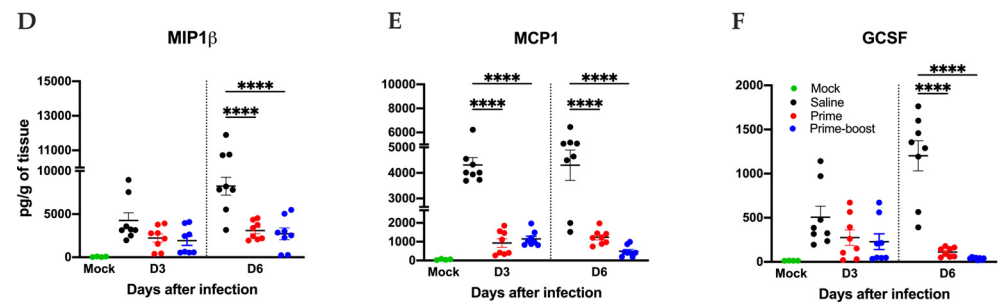 D
MIP1β
pg/g of tissue
15000
13000
11000
10000
5000
0
****
****
Mock D3 D6
Days after infection
E
MCP1
10000
8000
6000
5000
4000
3000
2000
1000
0
**** ****
**** ****
Mock D3 D6
Days after infection
F
GCSF
2000
1500
1000
500
0
Mock
Saline
Prime
Prime-boost
****
****
Mock D3 D6
Days after infection